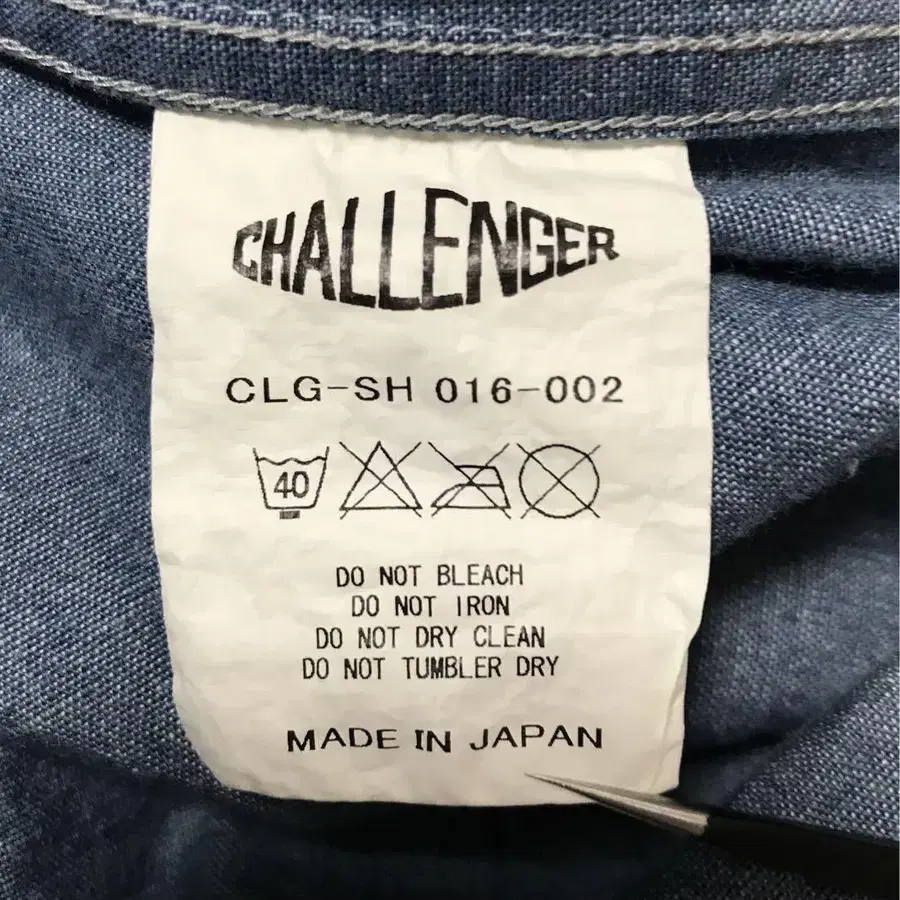 CHALLENGER
CLG-SH 016-002
40
DO NOT BLEACH
DO NOT IRON
DO NOT DRY CLEAN
DO NOT TUMBLER DRY
MADE IN JAPAN